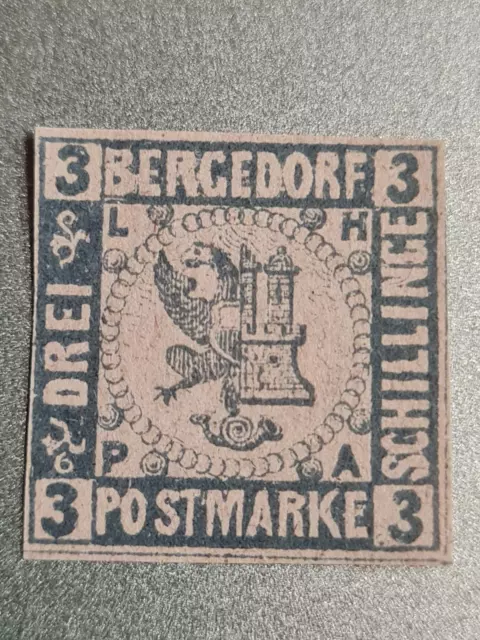 3 BERGEDORF 3
L H
DREI
SCHILLINGE
P A
3 POSTMARKE 3